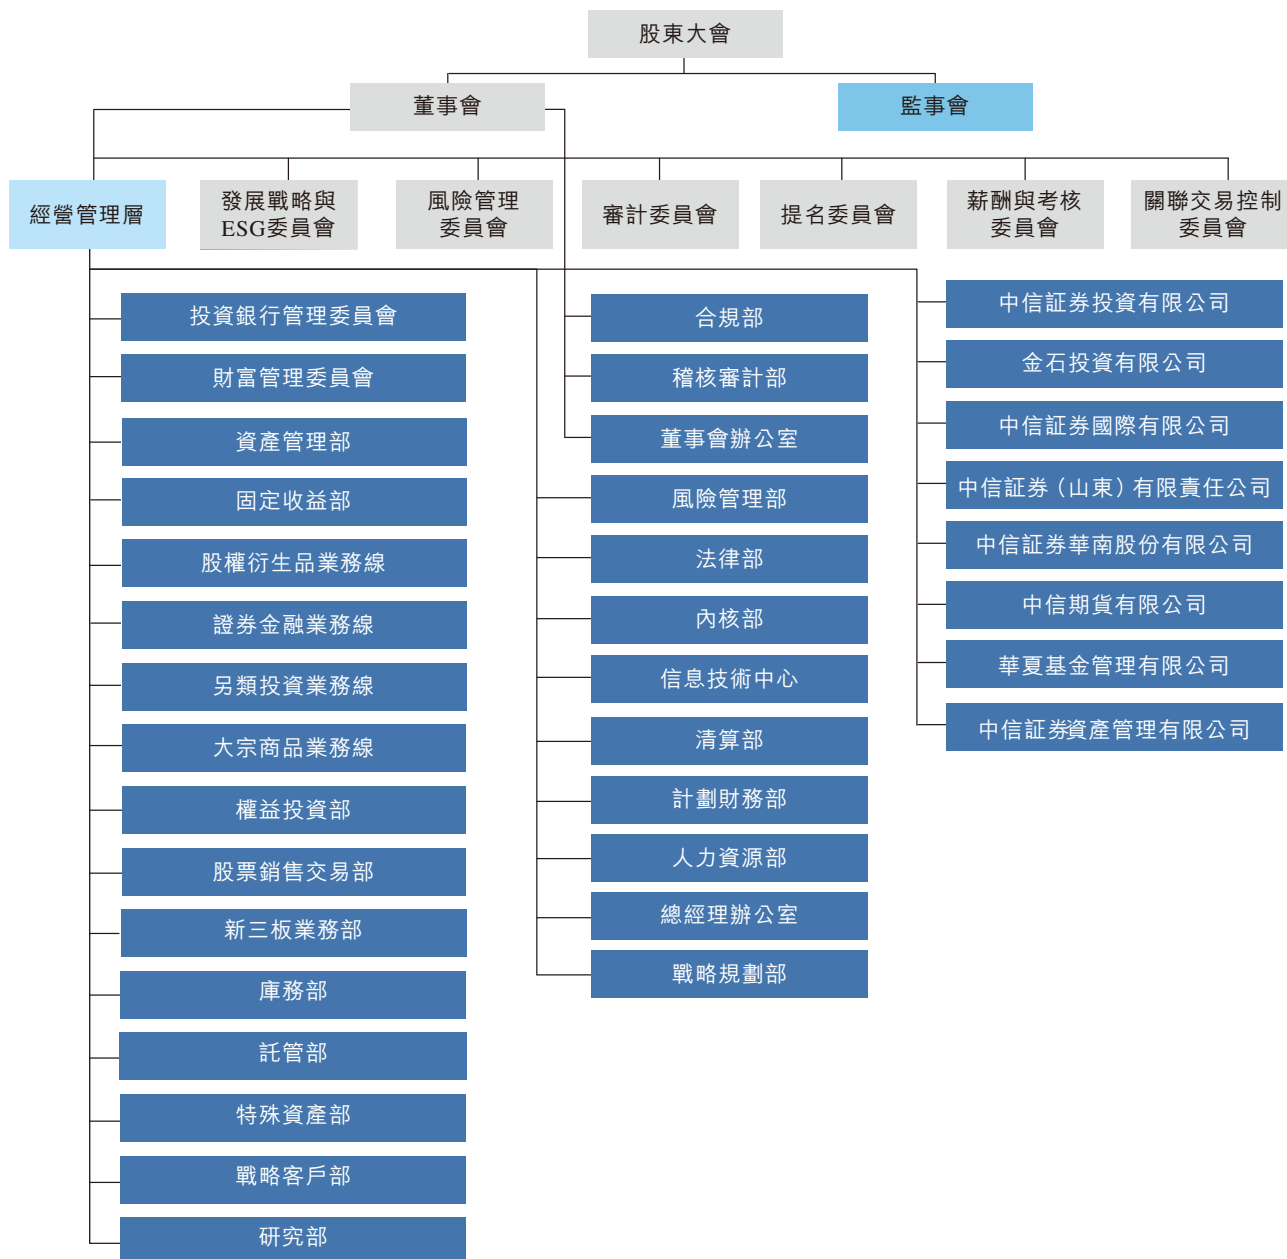 股東大會
董事會
監事會
經營管理層
發展戰略與
ESG委員會
風險管理
委員會
審計委員會
提名委員會
薪酬與考核
委員會
關聯交易控制
委員會
投資銀行管理委員會
財富管理委員會
資產管理部
固定收益部
股權衍生品業務線
證券金融業務線
另類投資業務線
大宗商品業務線
權益投資部
股票銷售交易部
新三板業務部
庫務部
託管部
特殊資產部
戰略客戶部
研究部
合規部
稽核審計部
董事會辦公室
風險管理部
法律部
內核部
信息技術中心
清算部
計劃財務部
人力資源部
總經理辦公室
戰略規劃部
中信証券投資有限公司
金石投資有限公司
中信証券國際有限公司
中信証券（山東）有限責任公司
中信証券華南股份有限公司
中信期貨有限公司
華夏基金管理有限公司
中信証券資產管理有限公司